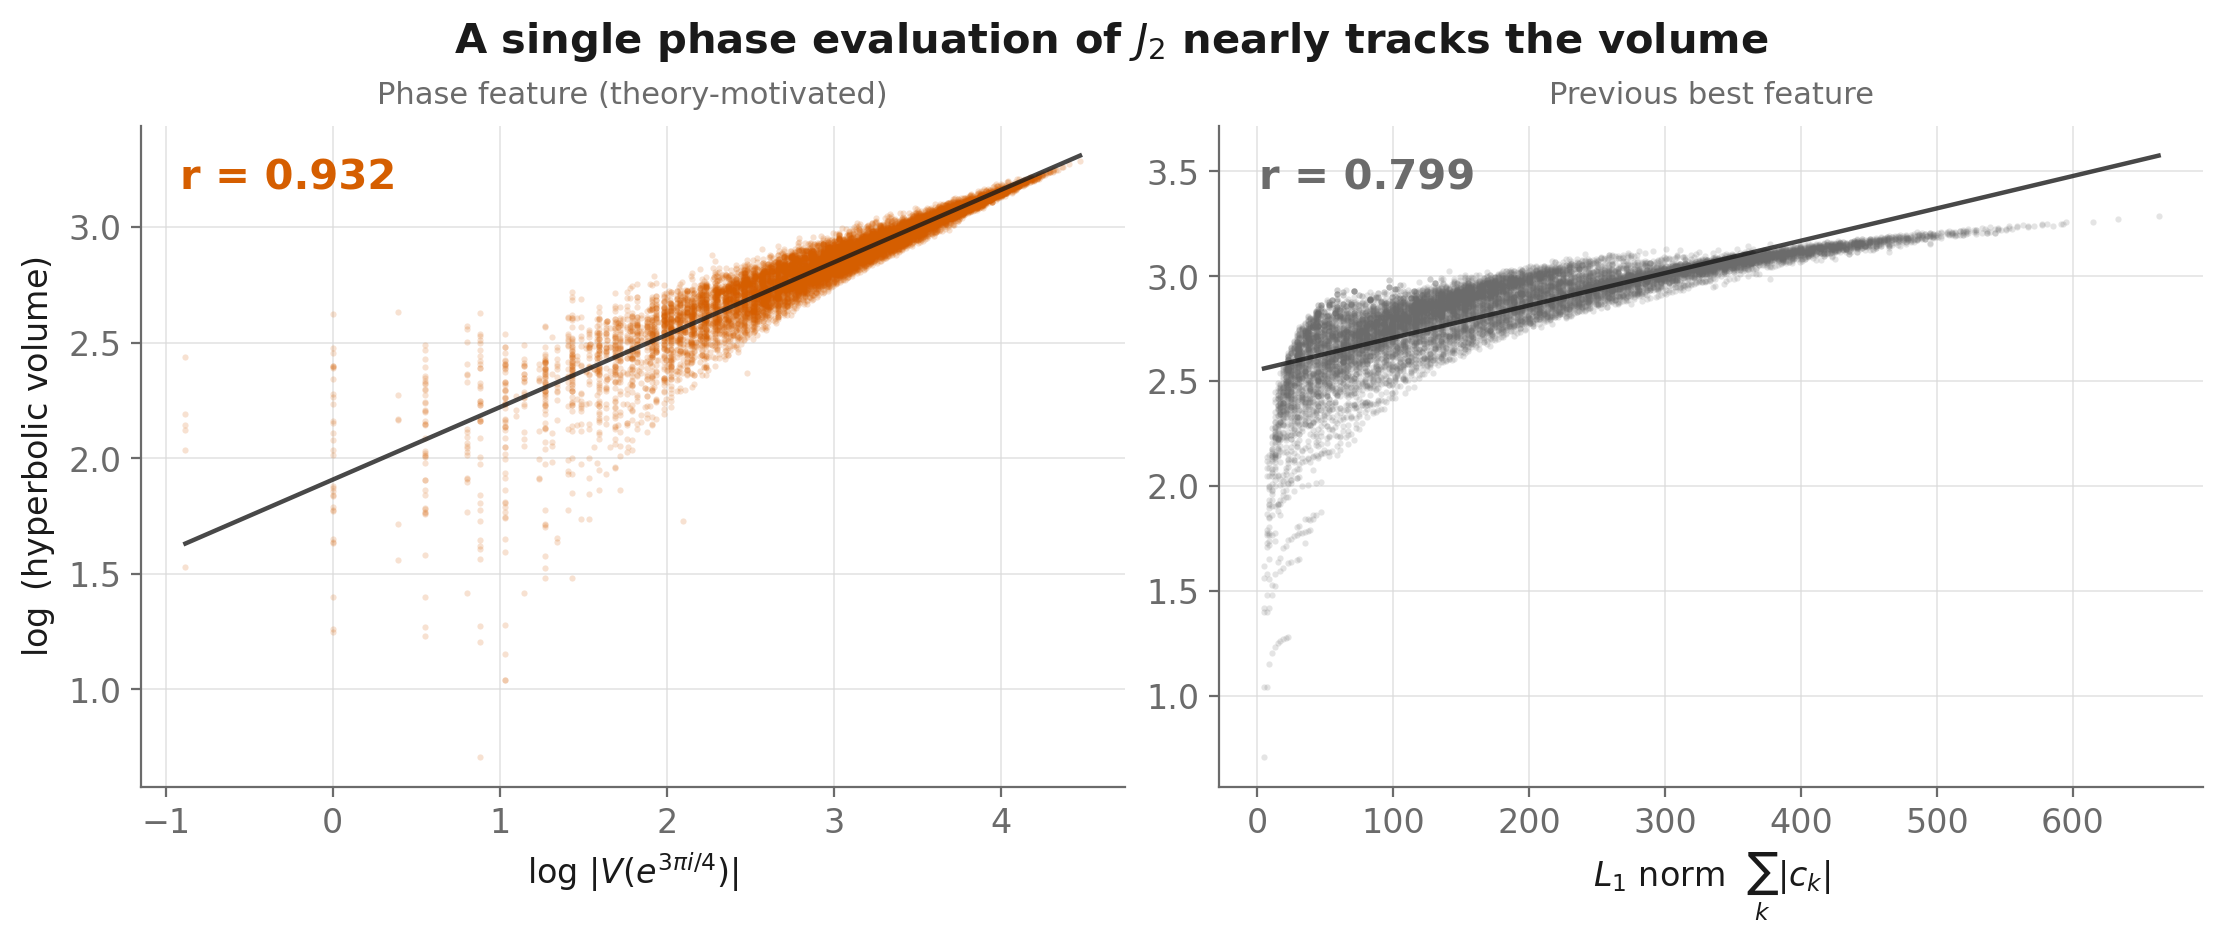 A single phase evaluation of J₂ nearly tracks the volume
Phase feature (theory-motivated)
r = 0.932
log (hyperbolic volume)
3.0
2.5
2.0
1.5
1.0
−1 0 1 2 3 4
log |V(e^{3πi/4})|
Previous best feature
r = 0.799
3.5
3.0
2.5
2.0
1.5
1.0
0 100 200 300 400 500 600
L₁ norm ∑|cₖ|
k